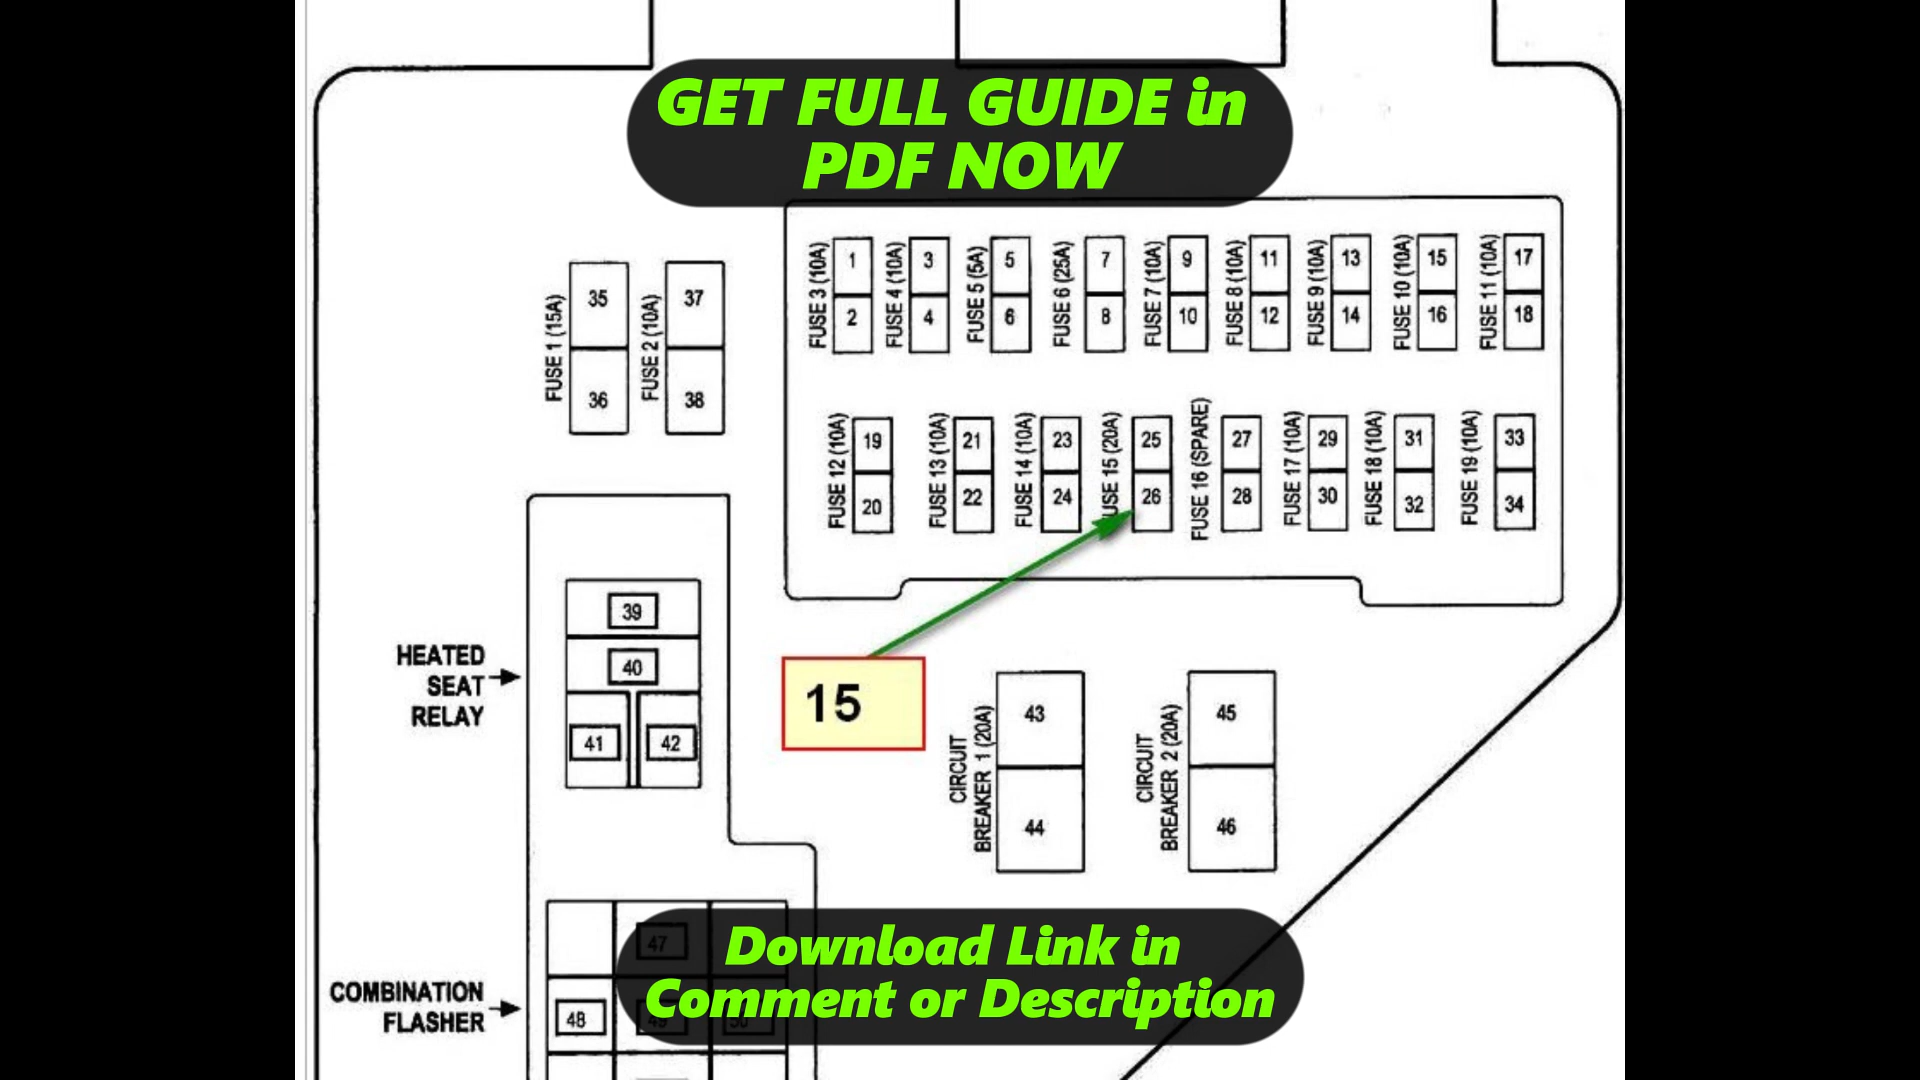 GET FULL GUIDE in
PDF NOW
FUSE 1 (15A)
35
36
FUSE 2 (10A)
37
38
FUSE 3 (10A)
1
2
FUSE 4 (10A)
3
4
FUSE 5 (5A)
5
6
FUSE 6 (25A)
7
8
FUSE 7 (10A)
9
10
FUSE 8 (10A)
11
12
FUSE 9 (10A)
13
14
FUSE 10 (10A)
15
16
FUSE 11 (10A)
17
18
FUSE 12 (10A)
19
20
FUSE 13 (10A)
21
22
FUSE 14 (10A)
23
24
FUSE 15 (20A)
25
26
FUSE 16 (SPARE)
27
28
FUSE 17 (10A)
29
30
FUSE 18 (10A)
31
32
FUSE 19 (10A)
33
34
HEATED
SEAT
RELAY
39
40
41
42
15
CIRCUIT
BREAKER 1 (20A)
43
44
CIRCUIT
BREAKER 2 (20A)
45
46
COMBINATION
FLASHER
47
48
49
50
Download Link in
Comment or Description